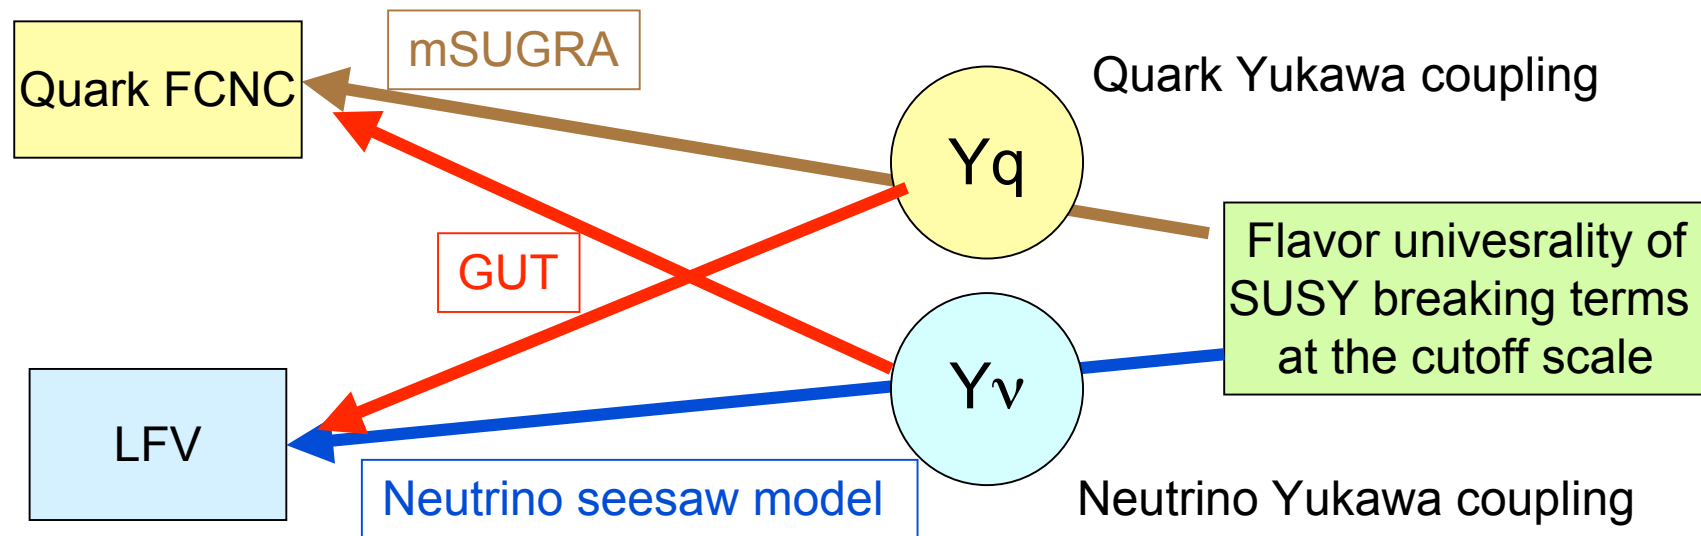 mSUGRA
Quark FCNC
Quark Yukawa coupling
Yq
GUT
Flavor univesrality of
SUSY breaking terms
at the cutoff scale
Yν
LFV
Neutrino seesaw model
Neutrino Yukawa coupling